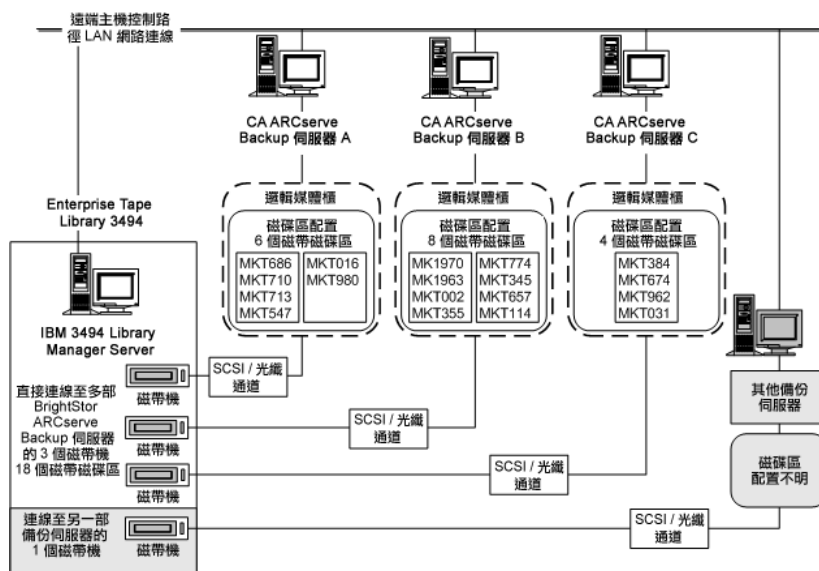 遠端主機控制路
徑 LAN 網路連線
CA ARCserve
Backup 伺服器 A
CA ARCserve
Backup 伺服器 B
CA ARCserve
Backup 伺服器 C
Enterprise Tape
Library 3494
IBM 3494 Library
Manager Server
邏輯媒體櫃
磁碟區配置
6 個磁帶磁碟區
MKT686
MKT710
MKT713
MKT547
MKT016
MKT980
邏輯媒體櫃
磁碟區配置
8 個磁帶磁碟區
MK1970
MK1963
MKT002
MKT355
MKT774
MKT345
MKT657
MKT114
邏輯媒體櫃
磁碟區配置
4 個磁帶磁碟區
MKT384
MKT674
MKT962
MKT031
直接連線至多部
BrightStor
ARCserve
Backup 伺服器
的 3 個磁帶機
18 個磁帶磁碟區
磁帶機
磁帶機
磁帶機
SCSI / 光纖
通道
SCSI / 光纖
通道
SCSI / 光纖
通道
其他備份
伺服器
磁碟區
配置不明
連線至另一部
備份伺服器的
1 個磁帶機
磁帶機
SCSI / 光纖
通道